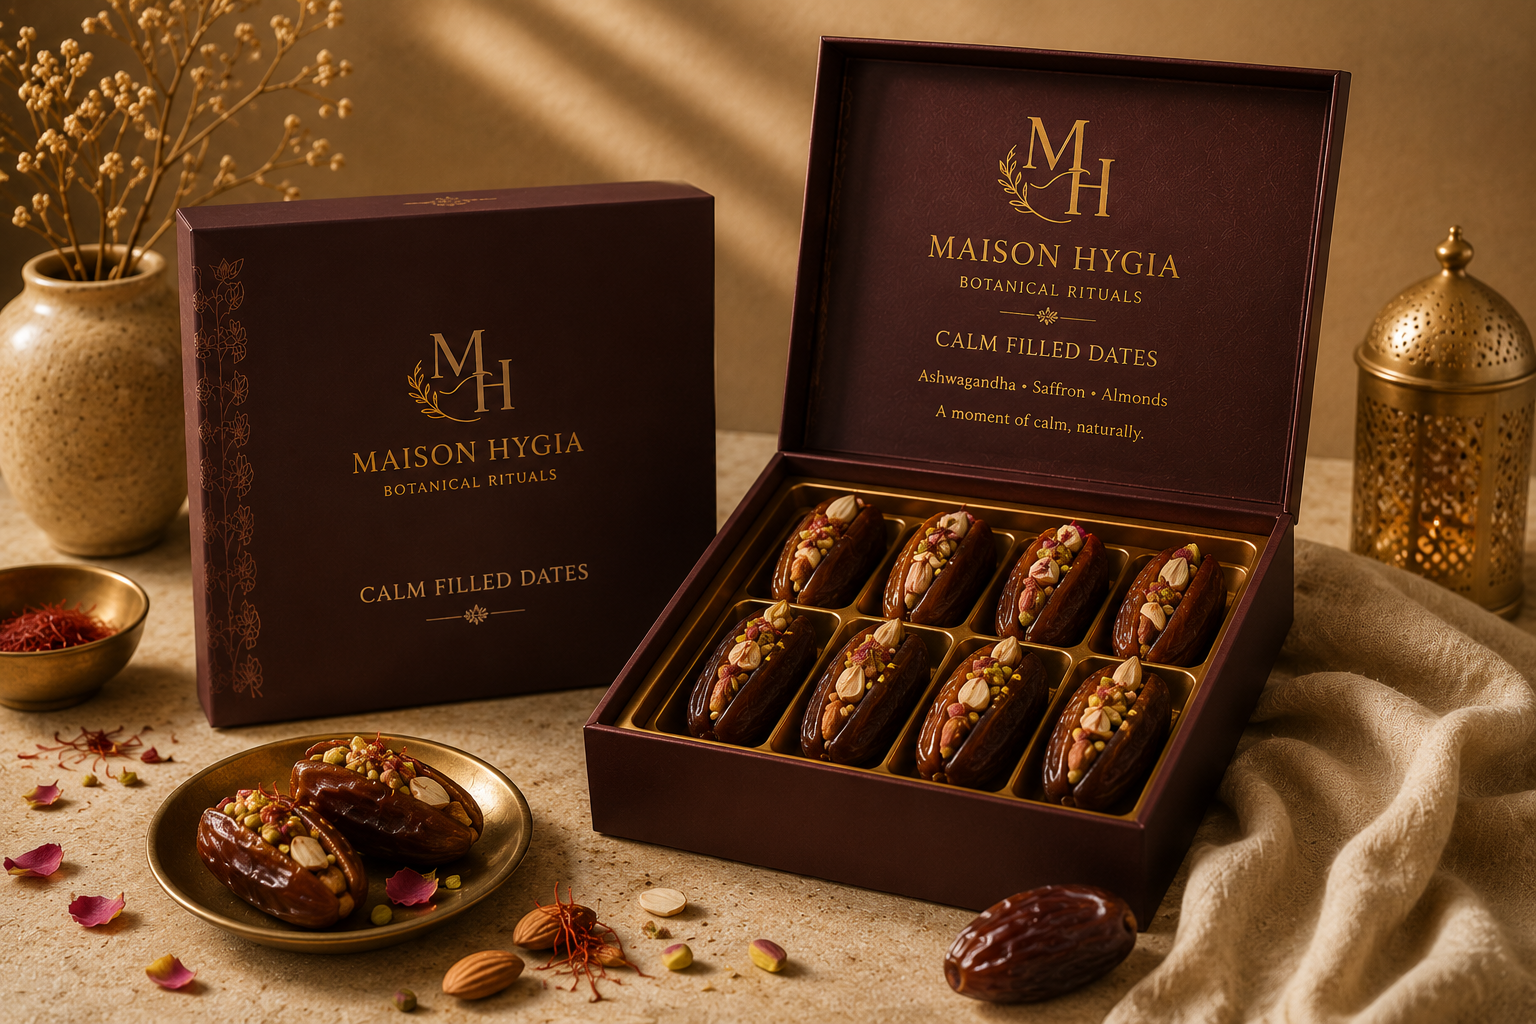 MH
MAISON HYGIA
BOTANICAL RITUALS
CALM FILLED DATES
MH
MAISON HYGIA
BOTANICAL RITUALS
CALM FILLED DATES
Ashwagandha • Saffron • Almonds
A moment of calm, naturally.